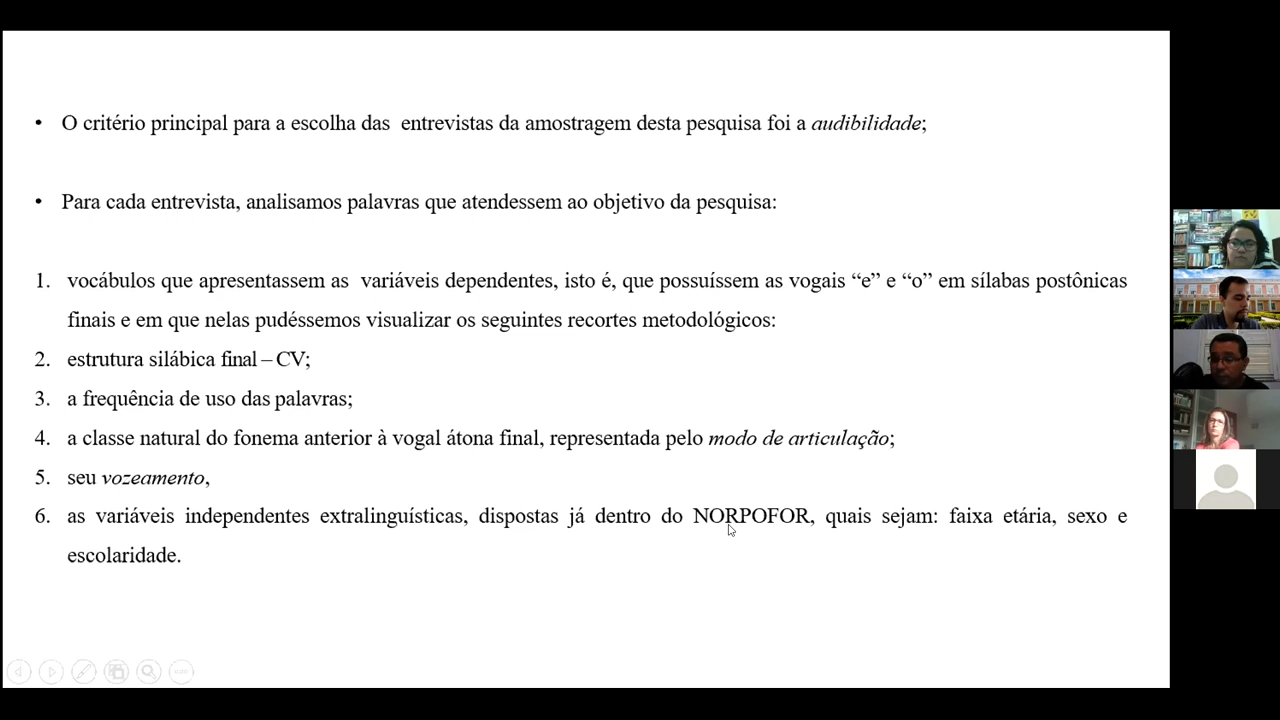 • O critério principal para a escolha das entrevistas da amostragem desta pesquisa foi a audibilidade;
• Para cada entrevista, analisamos palavras que atendessem ao objetivo da pesquisa:
1. vocábulos que apresentassem as variáveis dependentes, isto é, que possuíssem as vogais “e” e “o” em sílabas postônicas
finais e em que nelas pudéssemos visualizar os seguintes recortes metodológicos:
2. estrutura silábica final – CV;
3. a frequência de uso das palavras;
4. a classe natural do fonema anterior à vogal átona final, representada pelo modo de articulação;
5. seu vozeamento,
6. as variáveis independentes extralinguísticas, dispostas já dentro do NORPOFOR, quais sejam: faixa etária, sexo e
escolaridade.